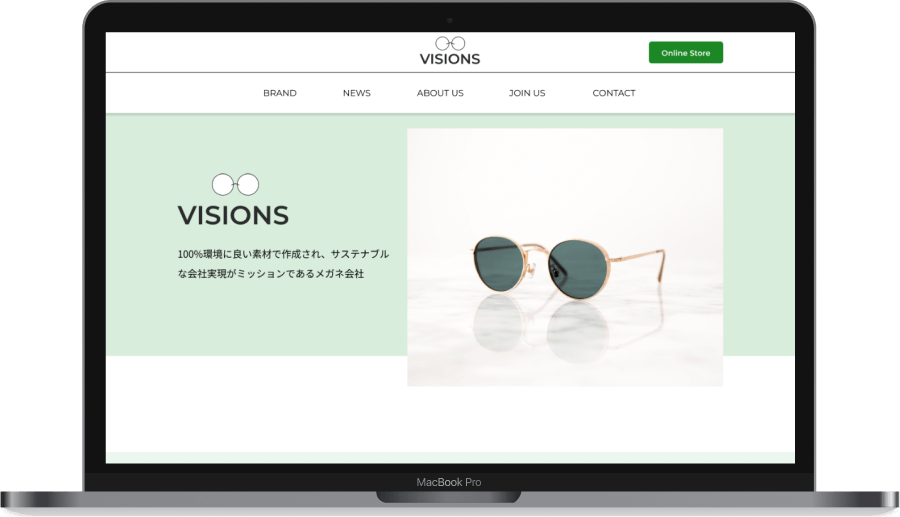 VISIONS
Online Store
BRAND NEWS ABOUT US JOIN US CONTACT
VISIONS
100%環境に良い素材で作成され、サステナブル
な会社実現がミッションであるメガネ会社
MacBook Pro